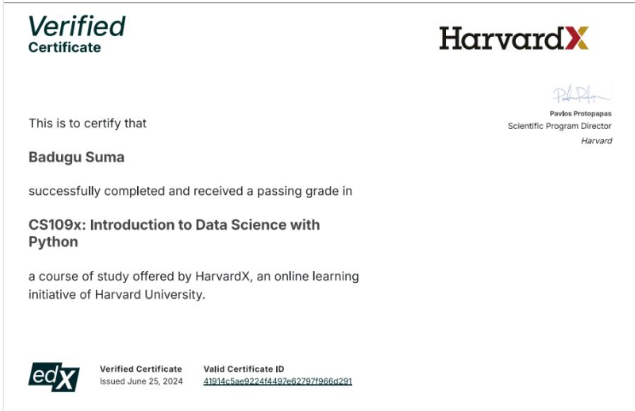 Verified
Certificate
HarvardX
Pavlos Protopapas
Scientific Program Director
Harvard
This is to certify that
Badugu Suma
successfully completed and received a passing grade in
CS109x: Introduction to Data Science with
Python
a course of study offered by HarvardX, an online learning
initiative of Harvard University.
edX
Verified Certificate
Issued June 25, 2024
Valid Certificate ID
41914c5ae9224f4497e62797f966d291